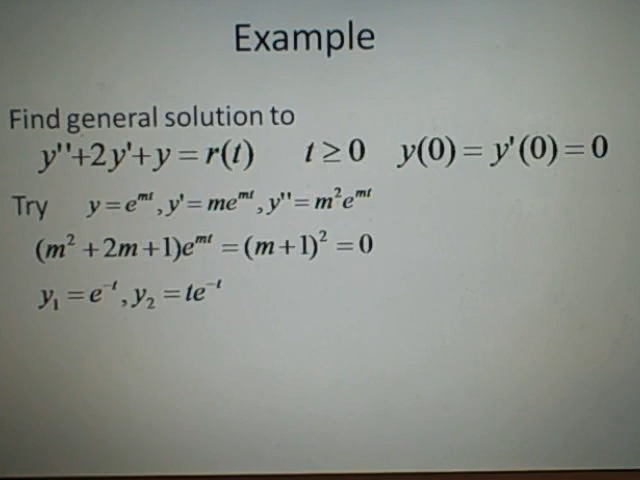 Example
Find general solution to
y''+2y'+y = r(t)   t ≥ 0   y(0) = y'(0) = 0
Try   y = e^{mt}, y' = me^{mt}, y'' = m²e^{mt}
(m² + 2m + 1)e^{mt} = (m + 1)² = 0
y₁ = e^{-t}, y₂ = te^{-t}